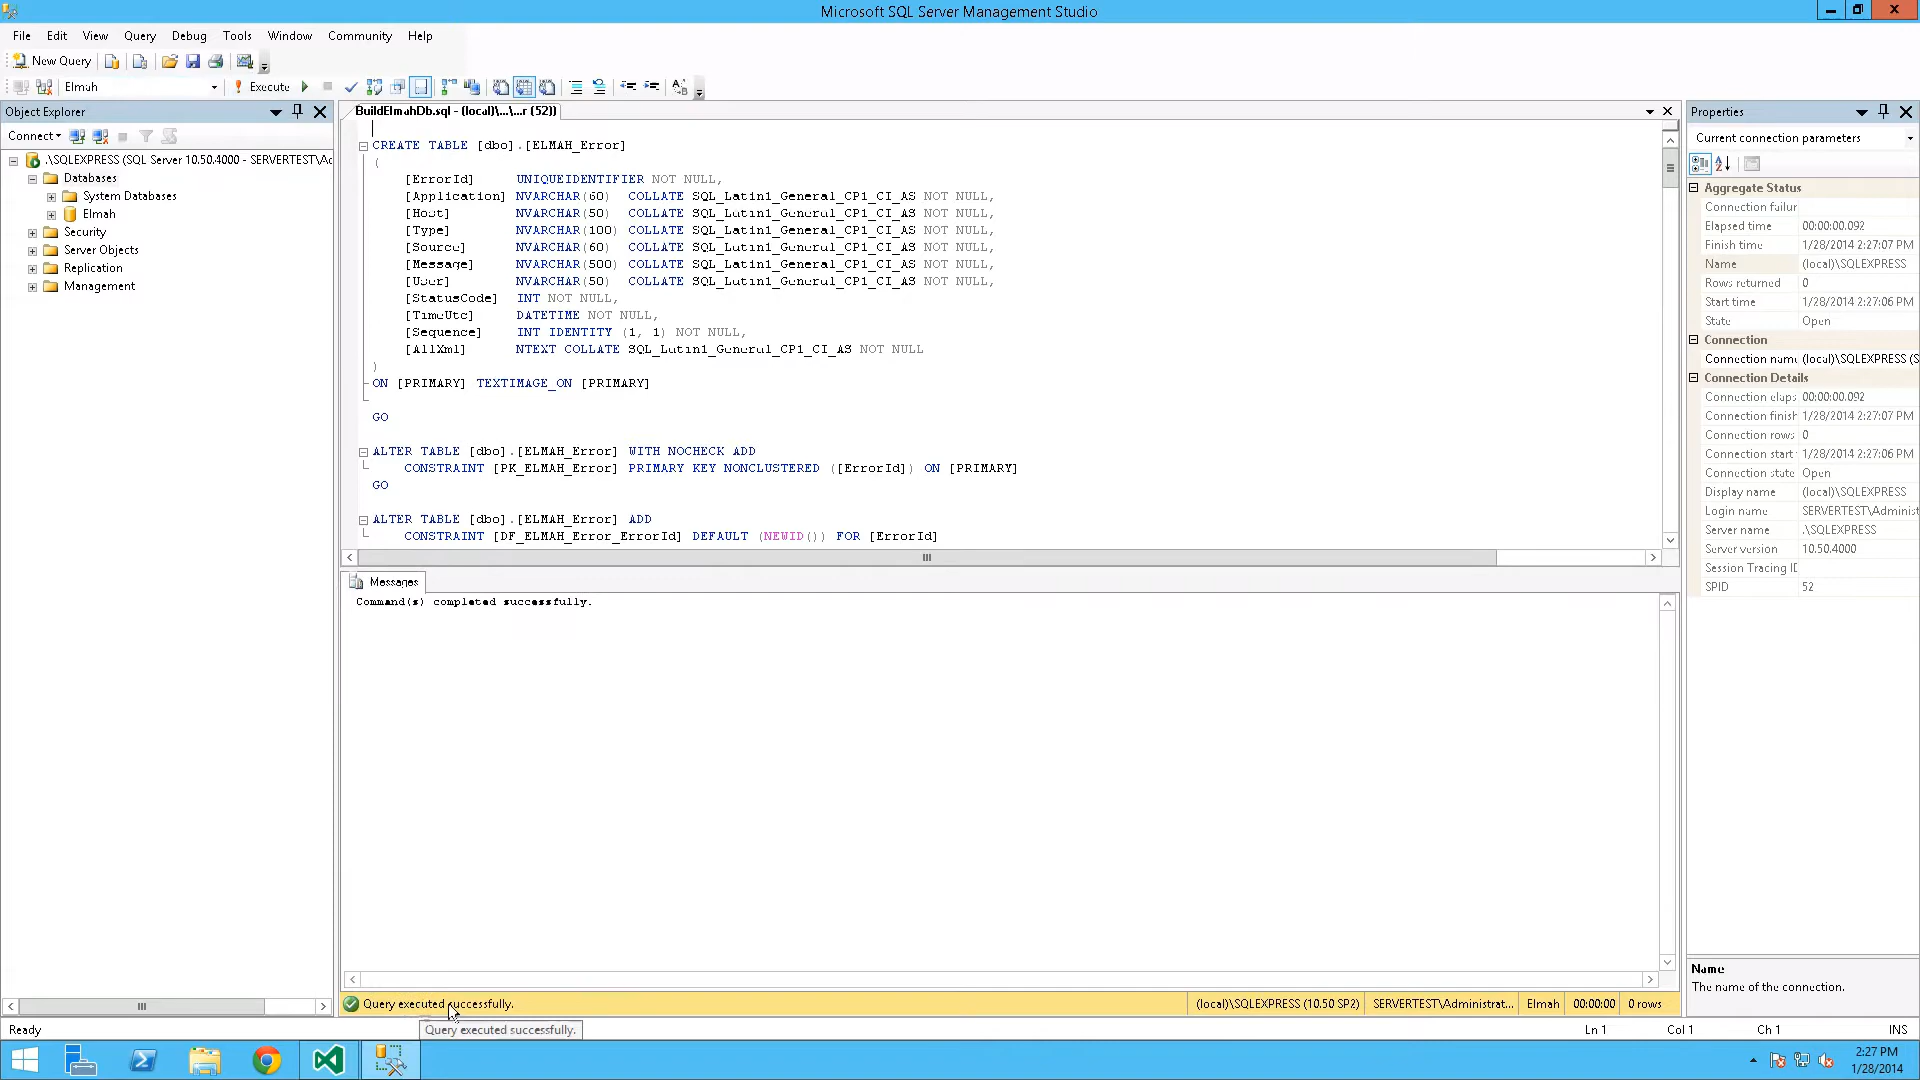 Microsoft SQL Server Management Studio
File Edit View Query Debug Tools Window Community Help
New Query
Elmah Execute
Object Explorer
Connect
.\SQLEXPRESS (SQL Server 10.50.4000 - SERVERTEST\Ac
Databases
System Databases
Elmah
Security
Server Objects
Replication
Management
BuildElmahDb.sql - (local)\...\...r (52))
CREATE TABLE [dbo].[ELMAH_Error]
(
[ErrorId] UNIQUEIDENTIFIER NOT NULL,
[Application] NVARCHAR(60) COLLATE SQL_Latin1_General_CP1_CI_AS NOT NULL,
[Host] NVARCHAR(50) COLLATE SQL_Latin1_General_CP1_CI_AS NOT NULL,
[Type] NVARCHAR(100) COLLATE SQL_Latin1_General_CP1_CI_AS NOT NULL,
[Source] NVARCHAR(60) COLLATE SQL_Latin1_General_CP1_CI_AS NOT NULL,
[Message] NVARCHAR(500) COLLATE SQL_Latin1_General_CP1_CI_AS NOT NULL,
[User] NVARCHAR(50) COLLATE SQL_Latin1_General_CP1_CI_AS NOT NULL,
[StatusCode] INT NOT NULL,
[TimeUtc] DATETIME NOT NULL,
[Sequence] INT IDENTITY (1, 1) NOT NULL,
[AllXml] NTEXT COLLATE SQL_Latin1_General_CP1_CI_AS NOT NULL
)
ON [PRIMARY] TEXTIMAGE_ON [PRIMARY]
GO
ALTER TABLE [dbo].[ELMAH_Error] WITH NOCHECK ADD
CONSTRAINT [PK_ELMAH_Error] PRIMARY KEY NONCLUSTERED ([ErrorId]) ON [PRIMARY]
GO
ALTER TABLE [dbo].[ELMAH_Error] ADD
CONSTRAINT [DF_ELMAH_Error_ErrorId] DEFAULT (NEWID()) FOR [ErrorId]
Messages
Command(s) completed successfully.
Query executed successfully.
(local)\SQLEXPRESS (10.50 SP2) SERVERTEST\Administrat... Elmah 00:00:00 0 rows
Query executed successfully.
Properties
Current connection parameters
Aggregate Status
Connection failur
Elapsed time 00:00:00.092
Finish time 1/28/2014 2:27:07 PM
Name (local)\SQLEXPRESS
Rows returned 0
Start time 1/28/2014 2:27:06 PM
State Open
Connection
Connection name (local)\SQLEXPRESS (S
Connection Details
Connection elaps 00:00:00.092
Connection finish 1/28/2014 2:27:07 PM
Connection rows 0
Connection start 1/28/2014 2:27:06 PM
Connection state Open
Display name (local)\SQLEXPRESS
Login name SERVERTEST\Administ
Server name .\SQLEXPRESS
Server version 10.50.4000
Session Tracing ID
SPID 52
Name
The name of the connection.
Ready Ln 1 Col 1 Ch 1 INS
2:27 PM
1/28/2014